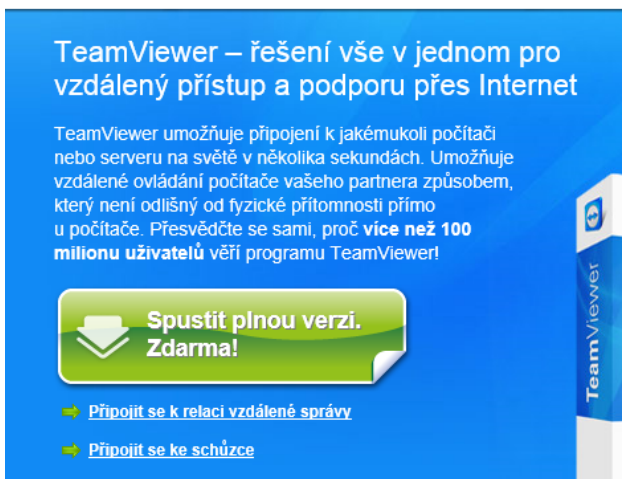 TeamViewer – řešení vše v jednom pro
vzdálený přístup a podporu přes Internet
TeamViewer umožňuje připojení k jakémukoli počítači
nebo serveru na světě v několika sekundách. Umožňuje
vzdálené ovládání počítače vašeho partnera způsobem,
který není odlišný od fyzické přítomnosti přímo
u počítače. Přesvědčte se sami, proč více než 100
milionu uživatelů věří programu TeamViewer!
Spustit plnou verzi.
Zdarma!
Připojit se k relaci vzdálené správy
Připojit se ke schůzce
TeamViewer